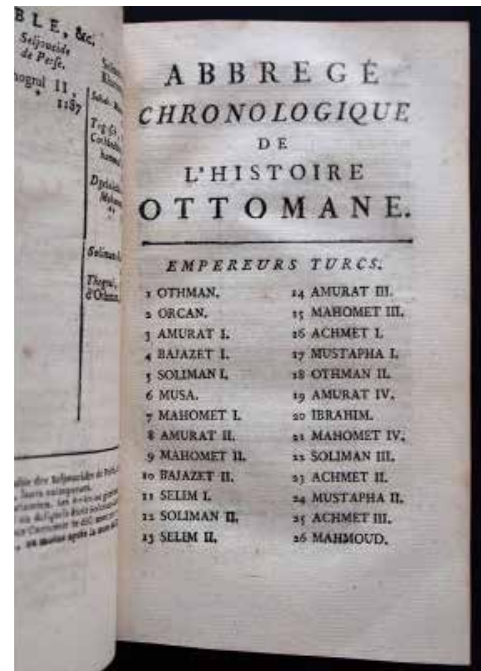 BLE, &c.
Seljoucide
de Perse.
1187
ABBREGÉ
CHRONOLOGIQUE
DE
L'HISTOIRE
OTTOMANE.
EMPEREURS TURCS.
1 OTHMAN.
2 ORCAN.
3 AMURAT I.
4 BAJAZET I.
5 SOLIMAN I.
6 MUSA.
7 MAHOMET I.
8 AMURAT II.
9 MAHOMET II.
10 BAJAZET II.
11 SELIM I.
12 SOLIMAN II.
13 SELIM II.
14 AMURAT III.
15 MAHOMET III.
16 ACHMET I.
17 MUSTAPHA I.
18 OTHMAN II.
19 AMURAT IV.
20 IBRAHIM.
21 MAHOMET IV.
22 SOLIMAN III.
23 ACHMET II.
24 MUSTAPHA II.
25 ACHMET III.
26 MAHMOUD.